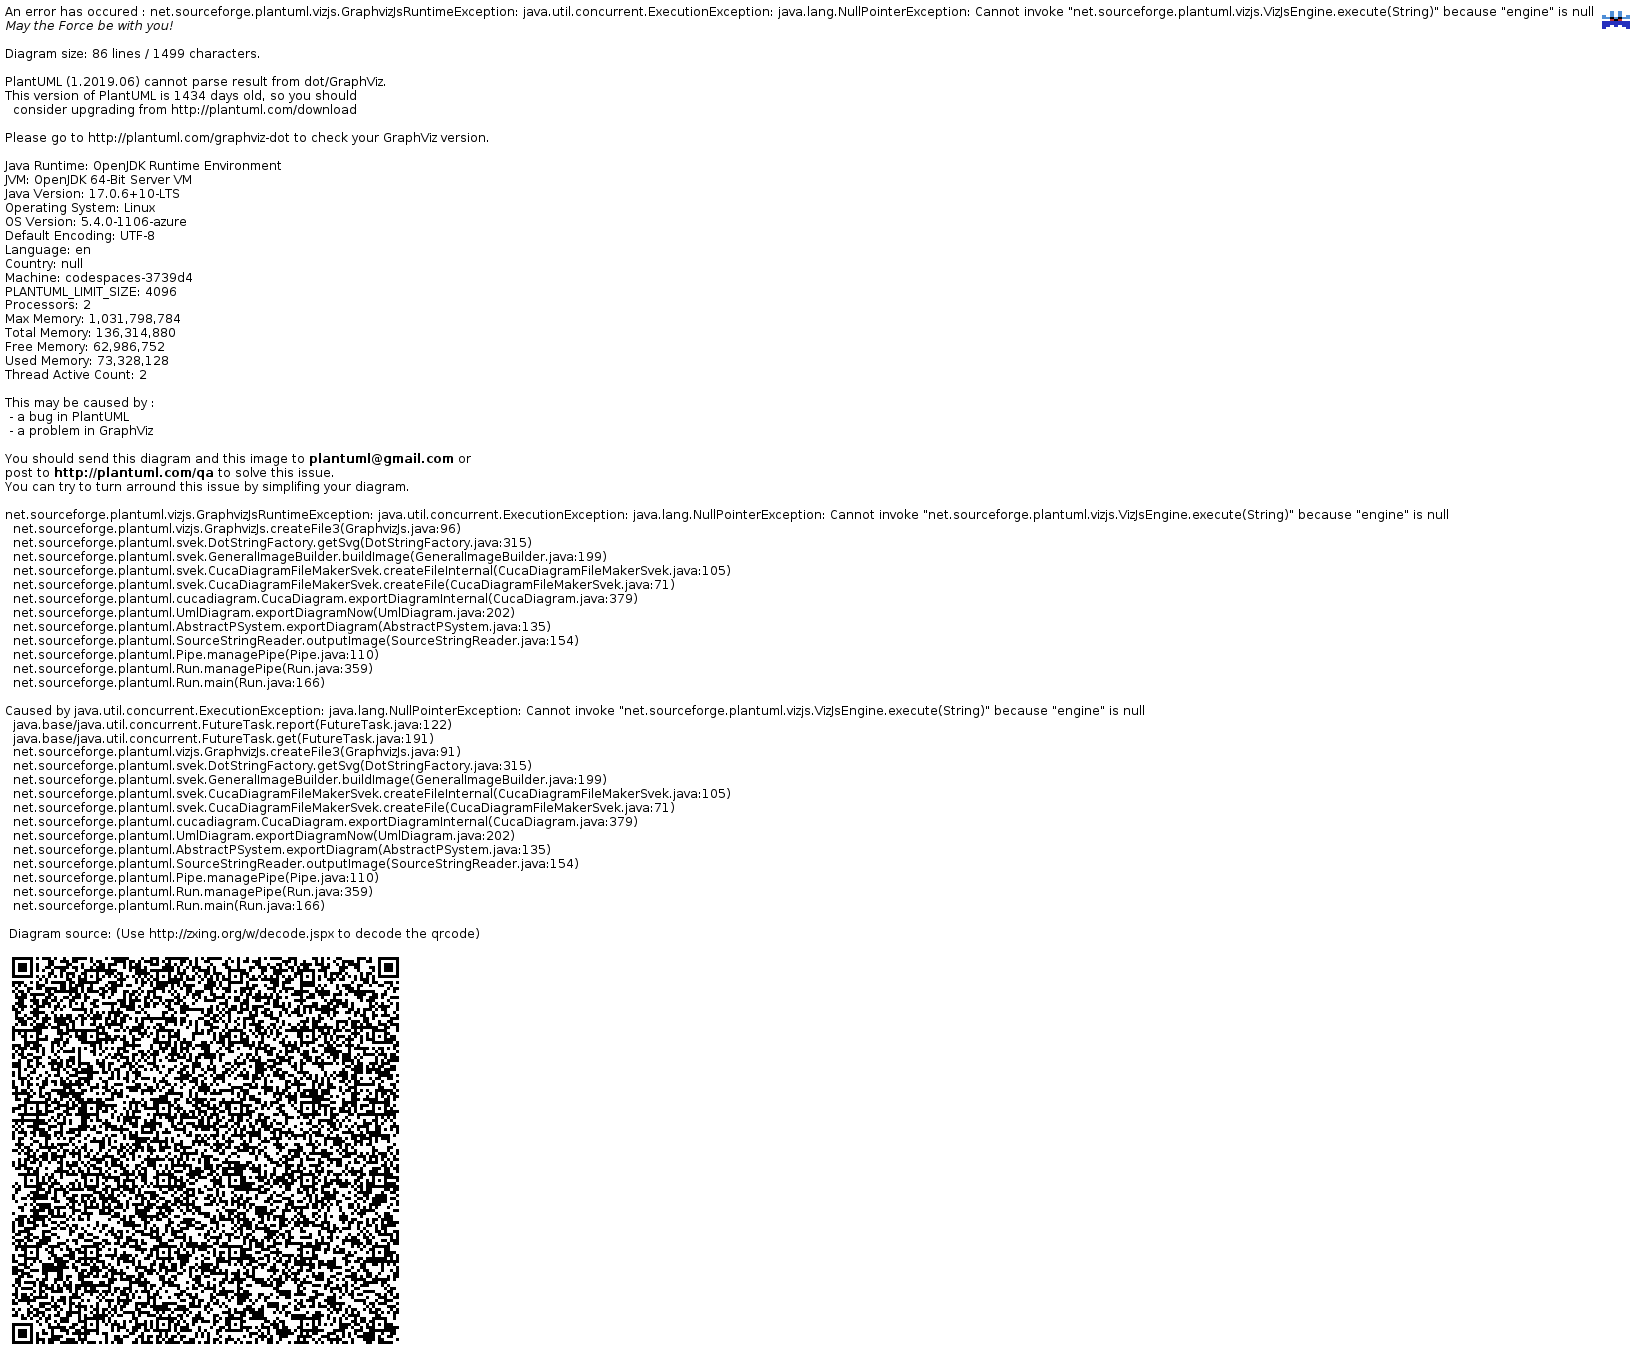 An error has occured : net.sourceforge.plantuml.vizjs.GraphvizJsRuntimeException: java.util.concurrent.ExecutionException: java.lang.NullPointerException: Cannot invoke "net.sourceforge.plantuml.vizjs.VizJsEngine.execute(String)" because "engine" is null
May the Force be with you!
Diagram size: 86 lines / 1499 characters.
PlantUML (1.2019.06) cannot parse result from dot/GraphViz.
This version of PlantUML is 1434 days old, so you should
consider upgrading from http://plantuml.com/download
Please go to http://plantuml.com/graphviz-dot to check your GraphViz version.
Java Runtime: OpenJDK Runtime Environment
JVM: OpenJDK 64-Bit Server VM
Java Version: 17.0.6+10-LTS
Operating System: Linux
OS Version: 5.4.0-1106-azure
Default Encoding: UTF-8
Language: en
Country: null
Machine: codespaces-3739d4
PLANTUML_LIMIT_SIZE: 4096
Processors: 2
Max Memory: 1,031,798,784
Total Memory: 136,314,880
Free Memory: 62,986,752
Used Memory: 73,328,128
Thread Active Count: 2
This may be caused by :
- a bug in PlantUML
- a problem in GraphViz
You should send this diagram and this image to plantuml@gmail.com or
post to http://plantuml.com/qa to solve this issue.
You can try to turn arround this issue by simplifing your diagram.
net.sourceforge.plantuml.vizjs.GraphvizJsRuntimeException: java.util.concurrent.ExecutionException: java.lang.NullPointerException: Cannot invoke "net.sourceforge.plantuml.vizjs.VizJsEngine.execute(String)" because "engine" is null
net.sourceforge.plantuml.vizjs.GraphvizJs.createFile3(GraphvizJs.java:96)
net.sourceforge.plantuml.svek.DotStringFactory.getSvg(DotStringFactory.java:315)
net.sourceforge.plantuml.svek.GeneralImageBuilder.buildImage(GeneralImageBuilder.java:199)
net.sourceforge.plantuml.svek.CucaDiagramFileMakerSvek.createFileInternal(CucaDiagramFileMakerSvek.java:105)
net.sourceforge.plantuml.svek.CucaDiagramFileMakerSvek.createFile(CucaDiagramFileMakerSvek.java:71)
net.sourceforge.plantuml.cucadiagram.CucaDiagram.exportDiagramInternal(CucaDiagram.java:379)
net.sourceforge.plantuml.UmlDiagram.exportDiagramNow(UmlDiagram.java:202)
net.sourceforge.plantuml.AbstractPSystem.exportDiagram(AbstractPSystem.java:135)
net.sourceforge.plantuml.SourceStringReader.outputImage(SourceStringReader.java:154)
net.sourceforge.plantuml.Pipe.managePipe(Pipe.java:110)
net.sourceforge.plantuml.Run.managePipe(Run.java:359)
net.sourceforge.plantuml.Run.main(Run.java:166)
Caused by java.util.concurrent.ExecutionException: java.lang.NullPointerException: Cannot invoke "net.sourceforge.plantuml.vizjs.VizJsEngine.execute(String)" because "engine" is null
java.base/java.util.concurrent.FutureTask.report(FutureTask.java:122)
java.base/java.util.concurrent.FutureTask.get(FutureTask.java:191)
net.sourceforge.plantuml.vizjs.GraphvizJs.createFile3(GraphvizJs.java:91)
net.sourceforge.plantuml.svek.DotStringFactory.getSvg(DotStringFactory.java:315)
net.sourceforge.plantuml.svek.GeneralImageBuilder.buildImage(GeneralImageBuilder.java:199)
net.sourceforge.plantuml.svek.CucaDiagramFileMakerSvek.createFileInternal(CucaDiagramFileMakerSvek.java:105)
net.sourceforge.plantuml.svek.CucaDiagramFileMakerSvek.createFile(CucaDiagramFileMakerSvek.java:71)
net.sourceforge.plantuml.cucadiagram.CucaDiagram.exportDiagramInternal(CucaDiagram.java:379)
net.sourceforge.plantuml.UmlDiagram.exportDiagramNow(UmlDiagram.java:202)
net.sourceforge.plantuml.AbstractPSystem.exportDiagram(AbstractPSystem.java:135)
net.sourceforge.plantuml.SourceStringReader.outputImage(SourceStringReader.java:154)
net.sourceforge.plantuml.Pipe.managePipe(Pipe.java:110)
net.sourceforge.plantuml.Run.managePipe(Run.java:359)
net.sourceforge.plantuml.Run.main(Run.java:166)
Diagram source: (Use http://zxing.org/w/decode.jspx to decode the qrcode)